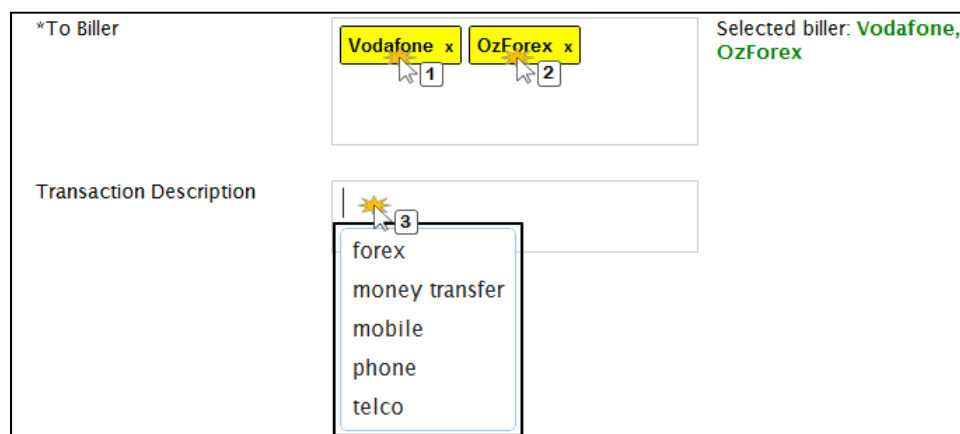 *To Biller
Vodafone x OzForex x
1 2
Selected biller: Vodafone,
OzForex
Transaction Description
3
forex
money transfer
mobile
phone
telco